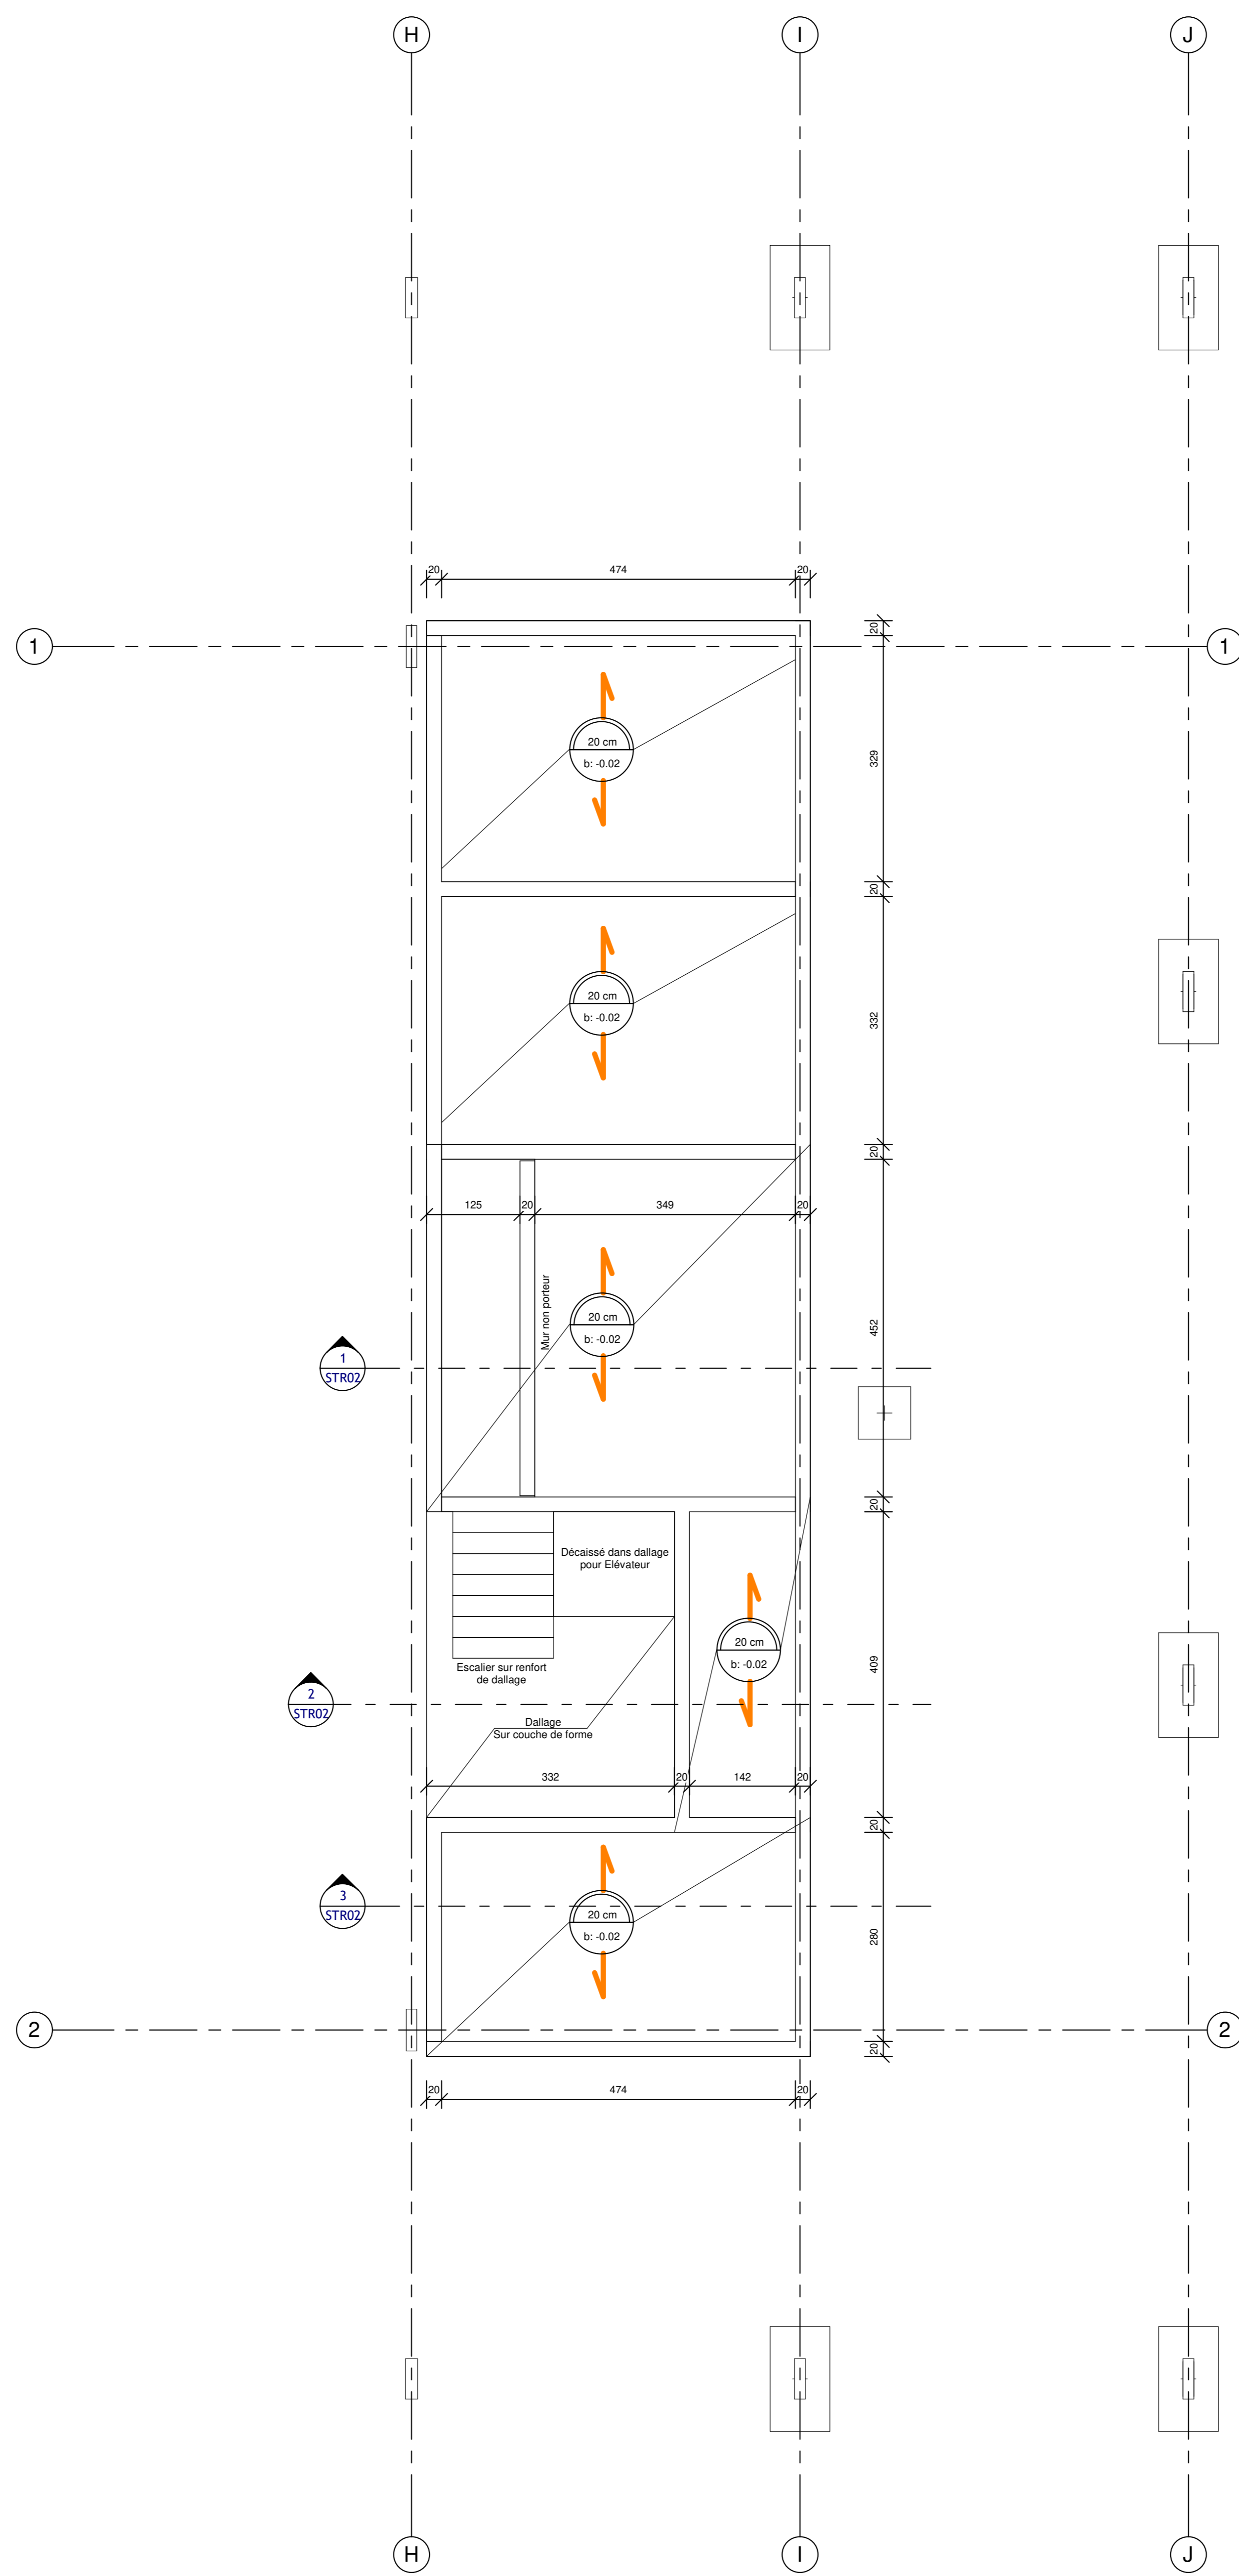 H
I
J
20
474
20
1
1
20
20 cm
b: -0.02
329
20
20 cm
b: -0.02
332
20
125
20
349
20
Mur non porteur
20 cm
b: -0.02
452
1
STR02
20
Décaissé dans dallage
pour Elévateur
20 cm
b: -0.02
409
Escalier sur renfort
de dallage
2
STR02
Dallage
Sur couche de forme
332
20
142
20
20
3
STR02
20 cm
b: -0.02
280
2
2
20
20
474
20
H
I
J